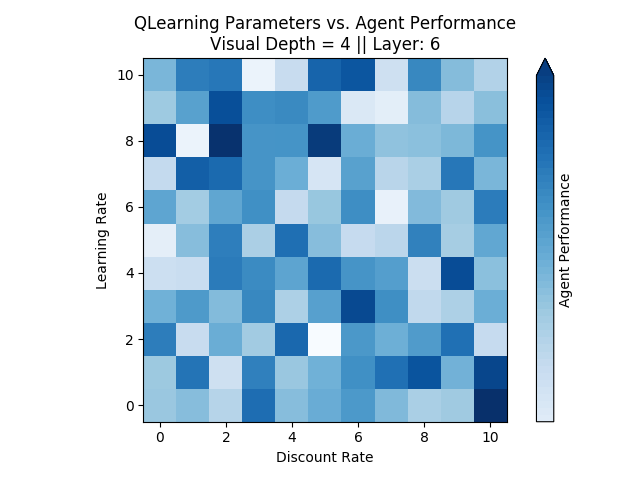 QLearning Parameters vs. Agent Performance
Visual Depth = 4 || Layer: 6
10
8
6
4
2
0
Learning Rate
0 2 4 6 8 10
Discount Rate
Agent Performance